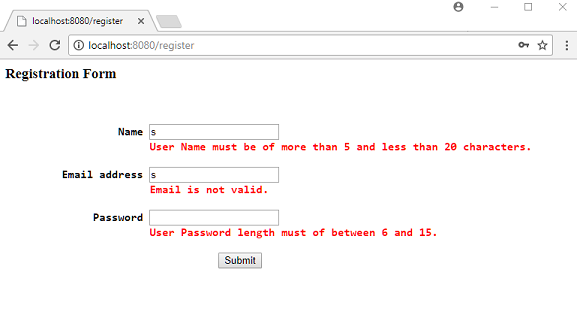 localhost:8080/register
localhost:8080/register
Registration Form
Name s
User Name must be of more than 5 and less than 20 characters.
Email address s
Email is not valid.
Password
User Password length must of between 6 and 15.
Submit